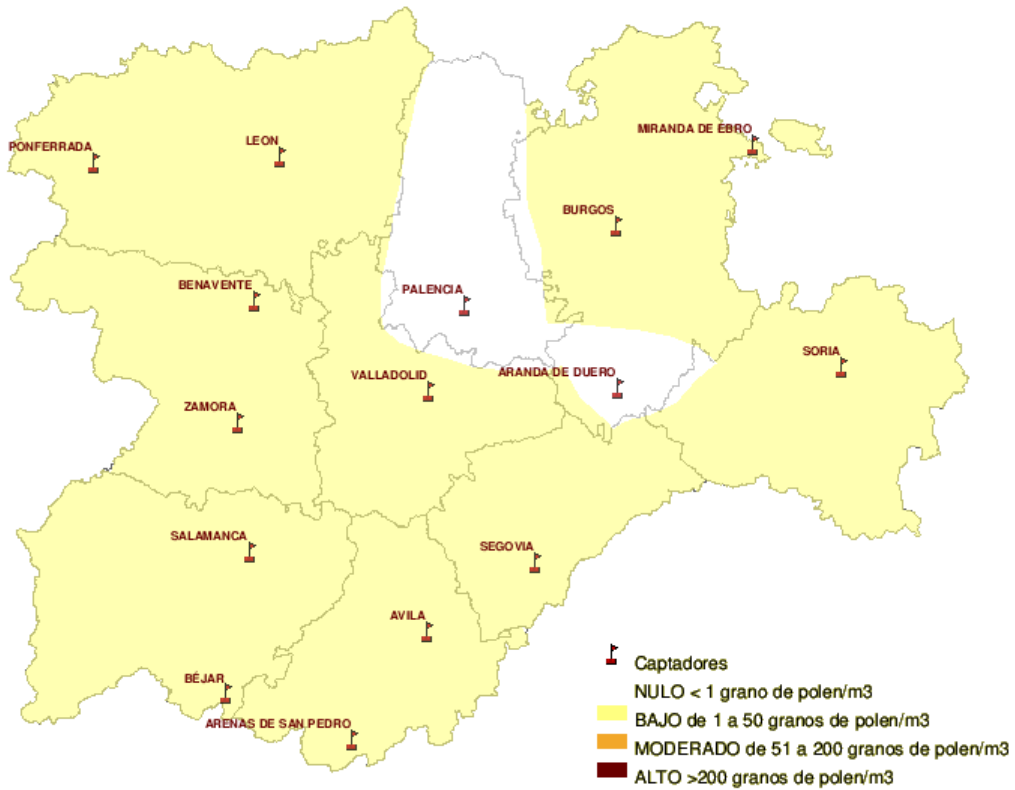 MIRANDA DE EBRO
PONFERRADA
LEON
BURGOS
BENAVENTE
PALENCIA
SORIA
VALLADOLID
ARANDA DE DUERO
ZAMORA
SALAMANCA
SEGOVIA
AVILA
BÉJAR
ARENAS DE SAN PEDRO
Captadores
NULO < 1 grano de polen/m3
BAJO de 1 a 50 granos de polen/m3
MODERADO de 51 a 200 granos de polen/m3
ALTO >200 granos de polen/m3